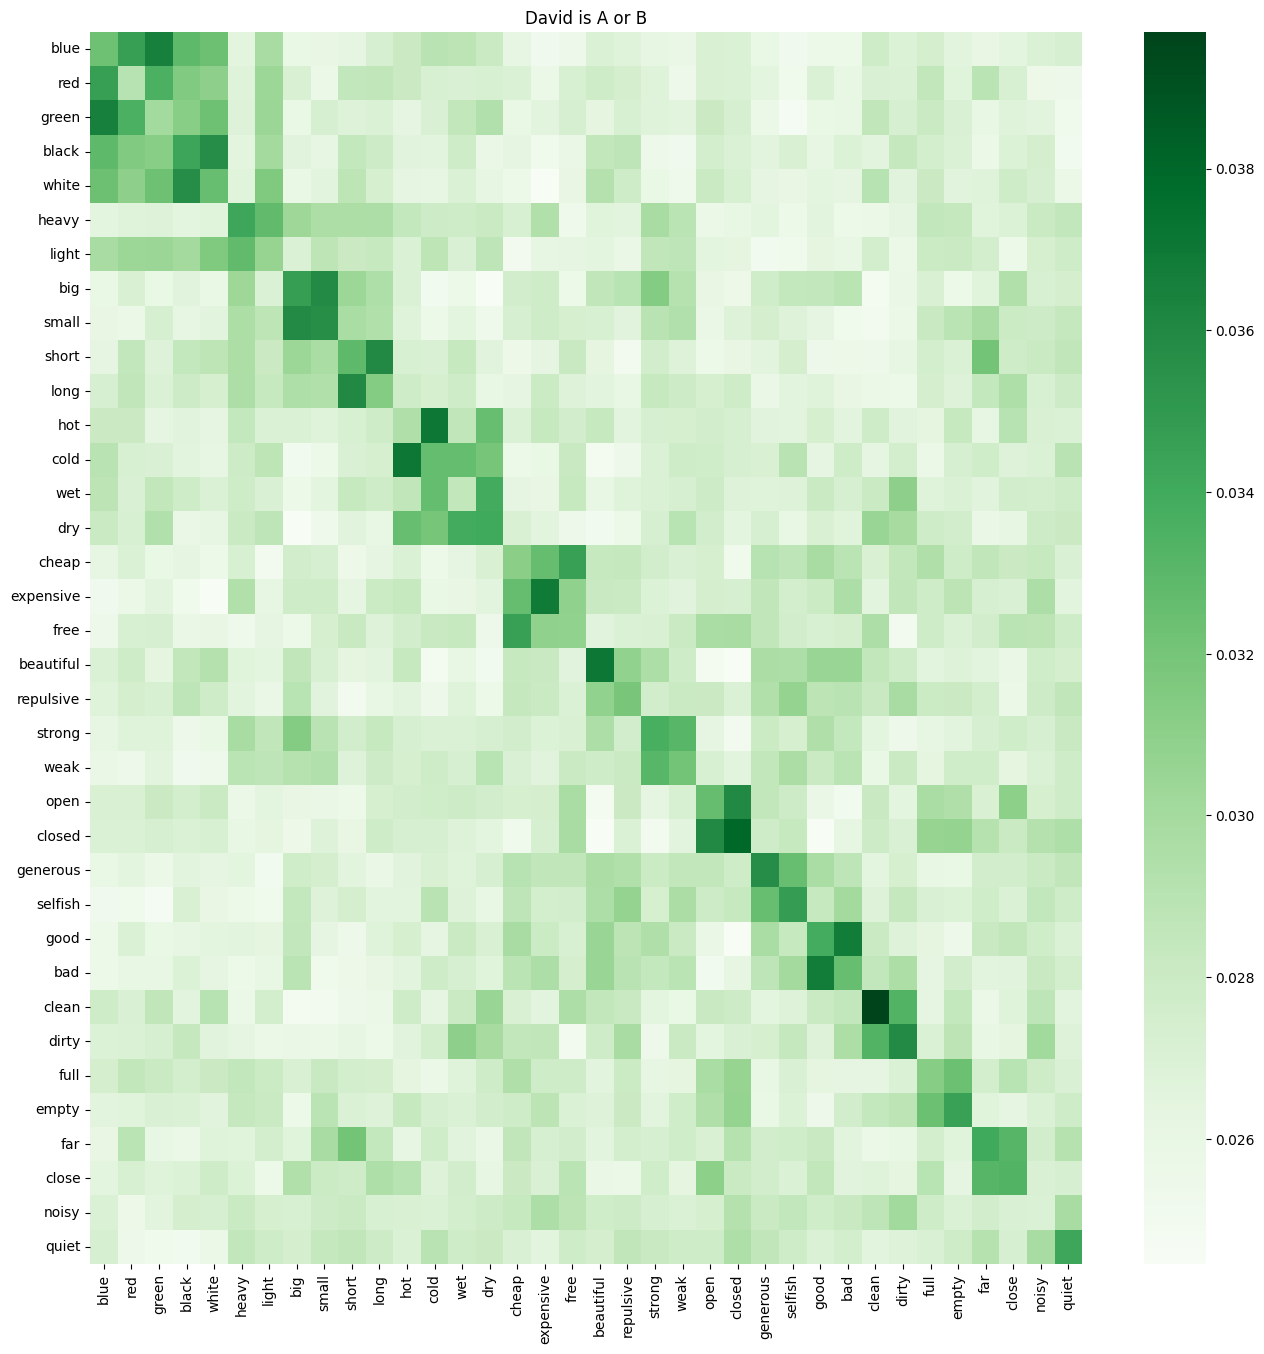 David is A or B
blue
red
green
black
white
heavy
light
big
small
short
long
hot
cold
wet
dry
cheap
expensive
free
beautiful
repulsive
strong
weak
open
closed
generous
selfish
good
bad
clean
dirty
full
empty
far
close
noisy
quiet
blue
red
green
black
white
heavy
light
big
small
short
long
hot
cold
wet
dry
cheap
expensive
free
beautiful
repulsive
strong
weak
open
closed
generous
selfish
good
bad
clean
dirty
full
empty
far
close
noisy
quiet
0.038
0.036
0.034
0.032
0.030
0.028
0.026